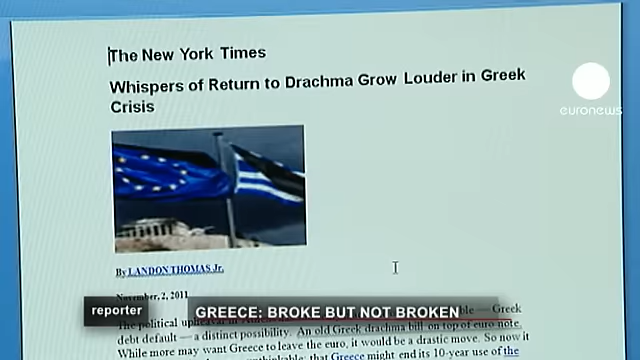 The New York Times
Whispers of Return to Drachma Grow Louder in Greek
Crisis
euronews
By LANDON THOMAS Jr.
November, 2, 2011
reporter
GREECE: BROKE BUT NOT BROKEN
The political
Greek
debt default — a distinct possibility. An old Greek drachma bill on top of euro note.
While more may want Greece to leave the euro, it would be a drastic move. So now it
that Greece might end its 10-year use of the